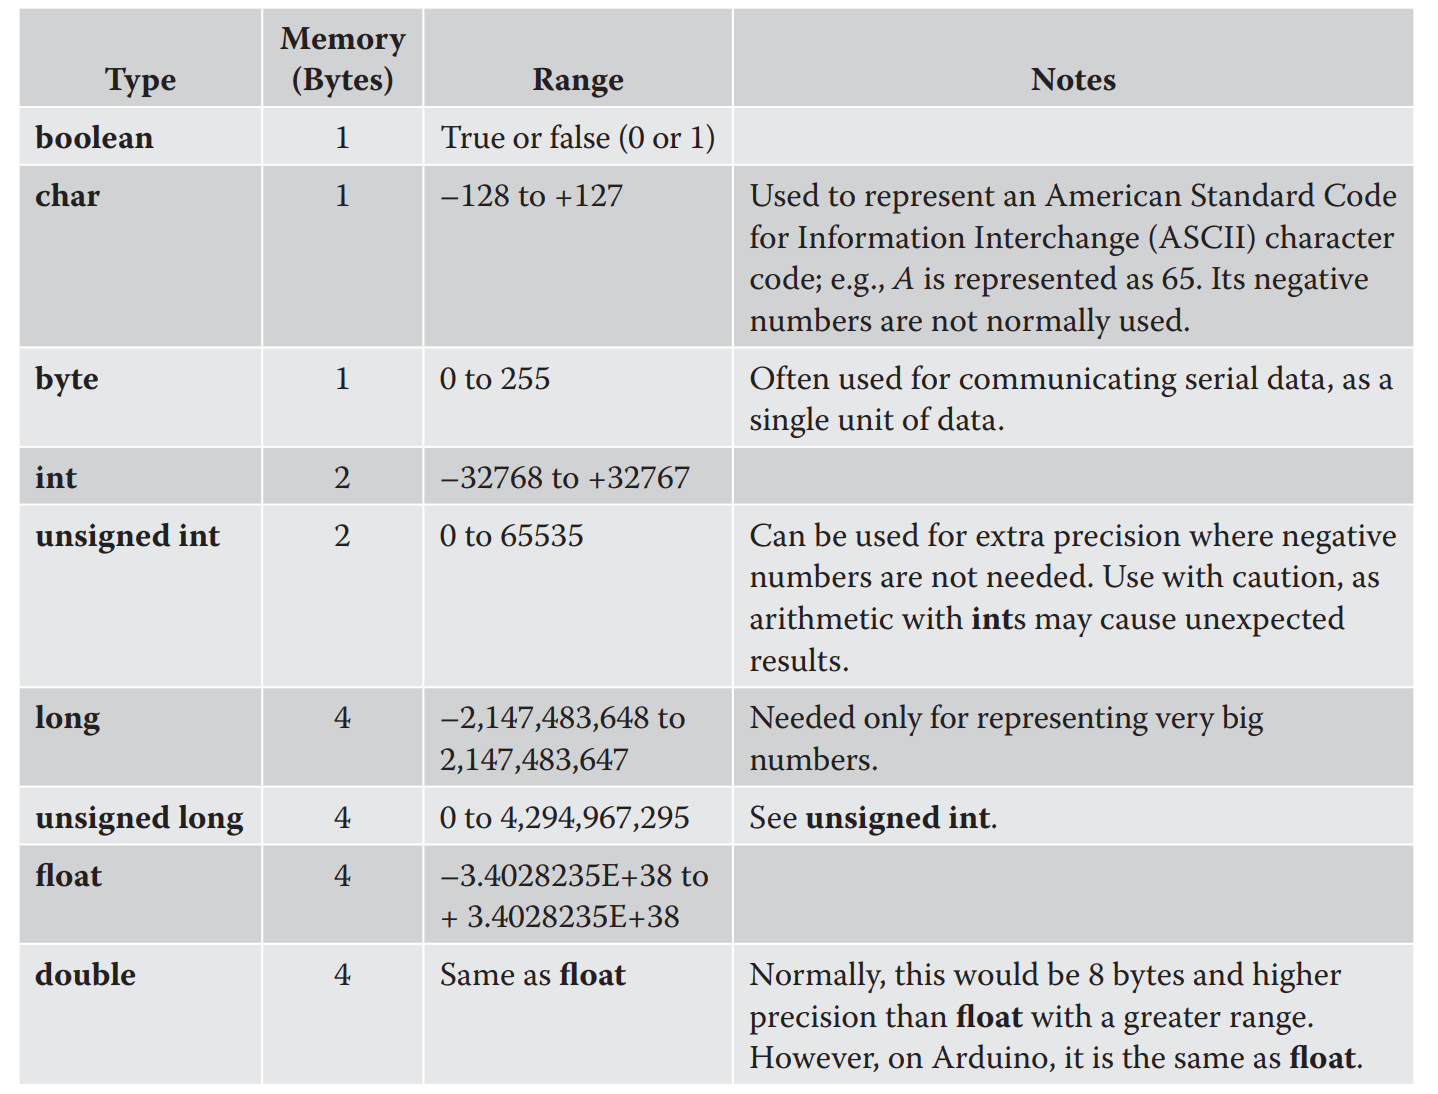 Type
Memory
(Bytes)
Range
Notes
boolean
1
True or false (0 or 1)
char
1
–128 to +127
Used to represent an American Standard Code
for Information Interchange (ASCII) character
code; e.g., A is represented as 65. Its negative
numbers are not normally used.
byte
1
0 to 255
Often used for communicating serial data, as a
single unit of data.
int
2
–32768 to +32767
unsigned int
2
0 to 65535
Can be used for extra precision where negative
numbers are not needed. Use with caution, as
arithmetic with ints may cause unexpected
results.
long
4
–2,147,483,648 to
2,147,483,647
Needed only for representing very big
numbers.
unsigned long
4
0 to 4,294,967,295
See unsigned int.
float
4
–3.4028235E+38 to
+ 3.4028235E+38
double
4
Same as float
Normally, this would be 8 bytes and higher
precision than float with a greater range.
However, on Arduino, it is the same as float.